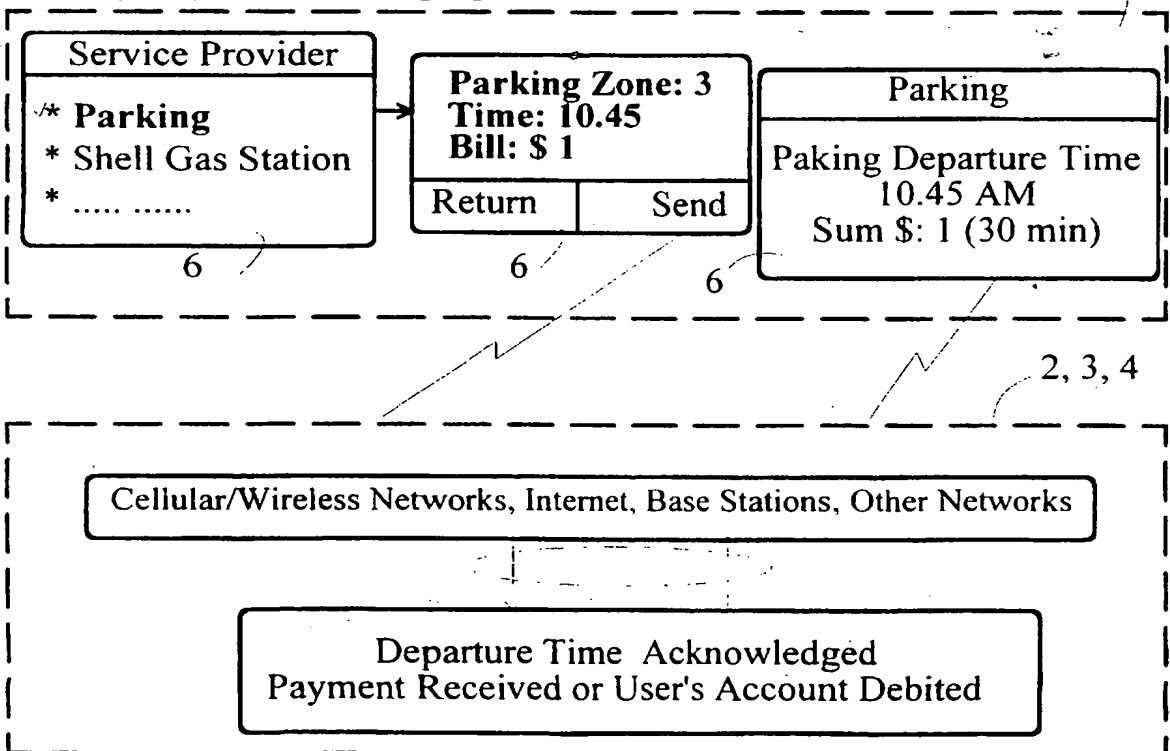 Service Provider
* Parking
* Shell Gas Station
* ..... ......
6
Parking Zone: 3
Time: 10.45
Bill: $ 1
Return Send
6
Parking
Paking Departure Time
10.45 AM
Sum $: 1 (30 min)
6
2, 3, 4
Cellular/Wireless Networks, Internet, Base Stations, Other Networks
Departure Time Acknowledged
Payment Received or User's Account Debited